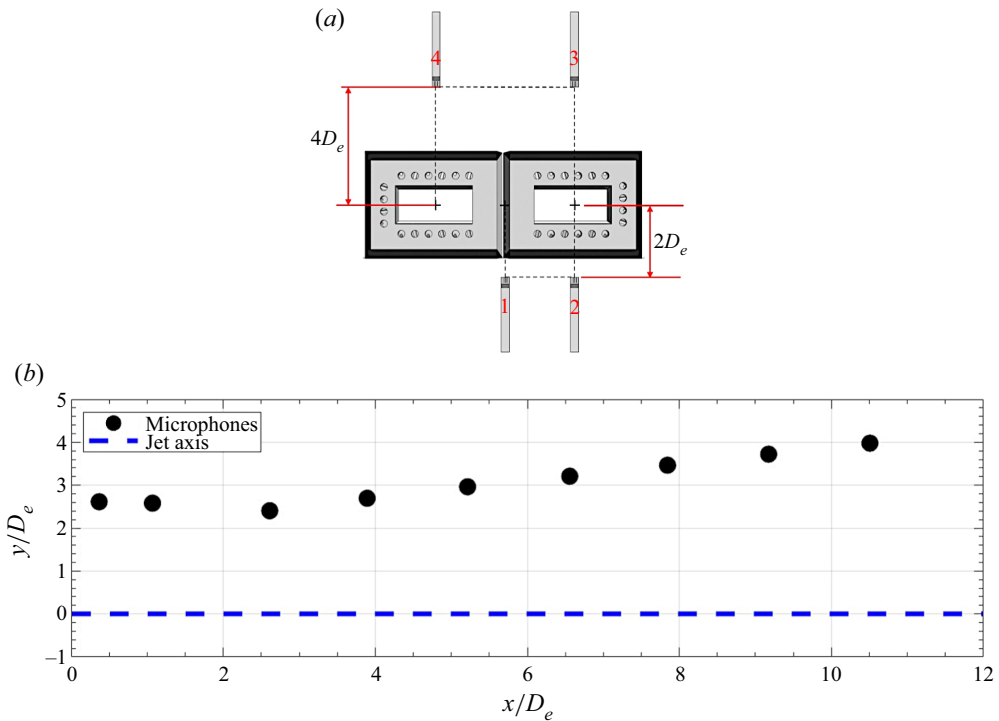 (a)
4 3
4Dₑ
2Dₑ
1 2
(b)
5
4
3
2
1
0
−1
Microphones
Jet axis
y/Dₑ
0 2 4 6 8 10 12
x/Dₑ